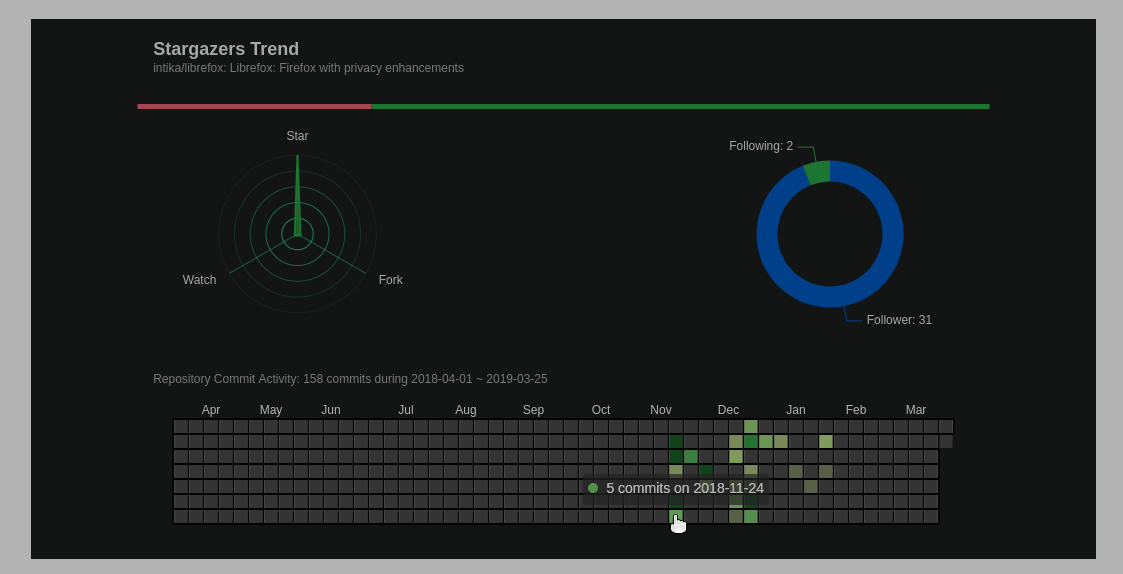 Stargazers Trend
intika/librefox: Librefox: Firefox with privacy enhancements
Star
Following: 2
Watch
Fork
Follower: 31
Repository Commit Activity: 158 commits during 2018-04-01 ~ 2019-03-25
Apr May Jun Jul Aug Sep Oct Nov Dec Jan Feb Mar
5 commits on 2018-11-24